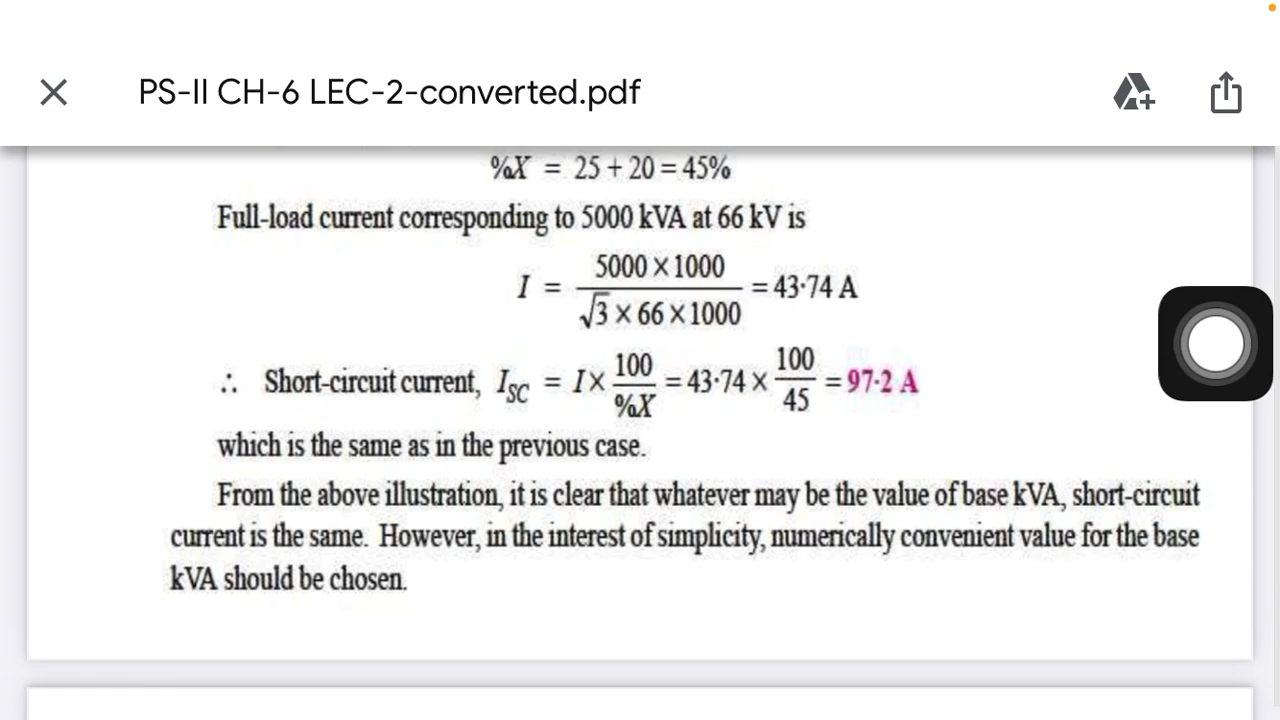 PS-II CH-6 LEC-2-converted.pdf
%X = 25 + 20 = 45%
Full-load current corresponding to 5000 kVA at 66 kV is
I = 5000 × 1000 / √3 × 66 × 1000 = 43·74 A
∴ Short-circuit current, I_SC = I × 100 / %X = 43·74 × 100 / 45 = 97·2 A
which is the same as in the previous case.
From the above illustration, it is clear that whatever may be the value of base kVA, short-circuit
current is the same. However, in the interest of simplicity, numerically convenient value for the base
kVA should be chosen.